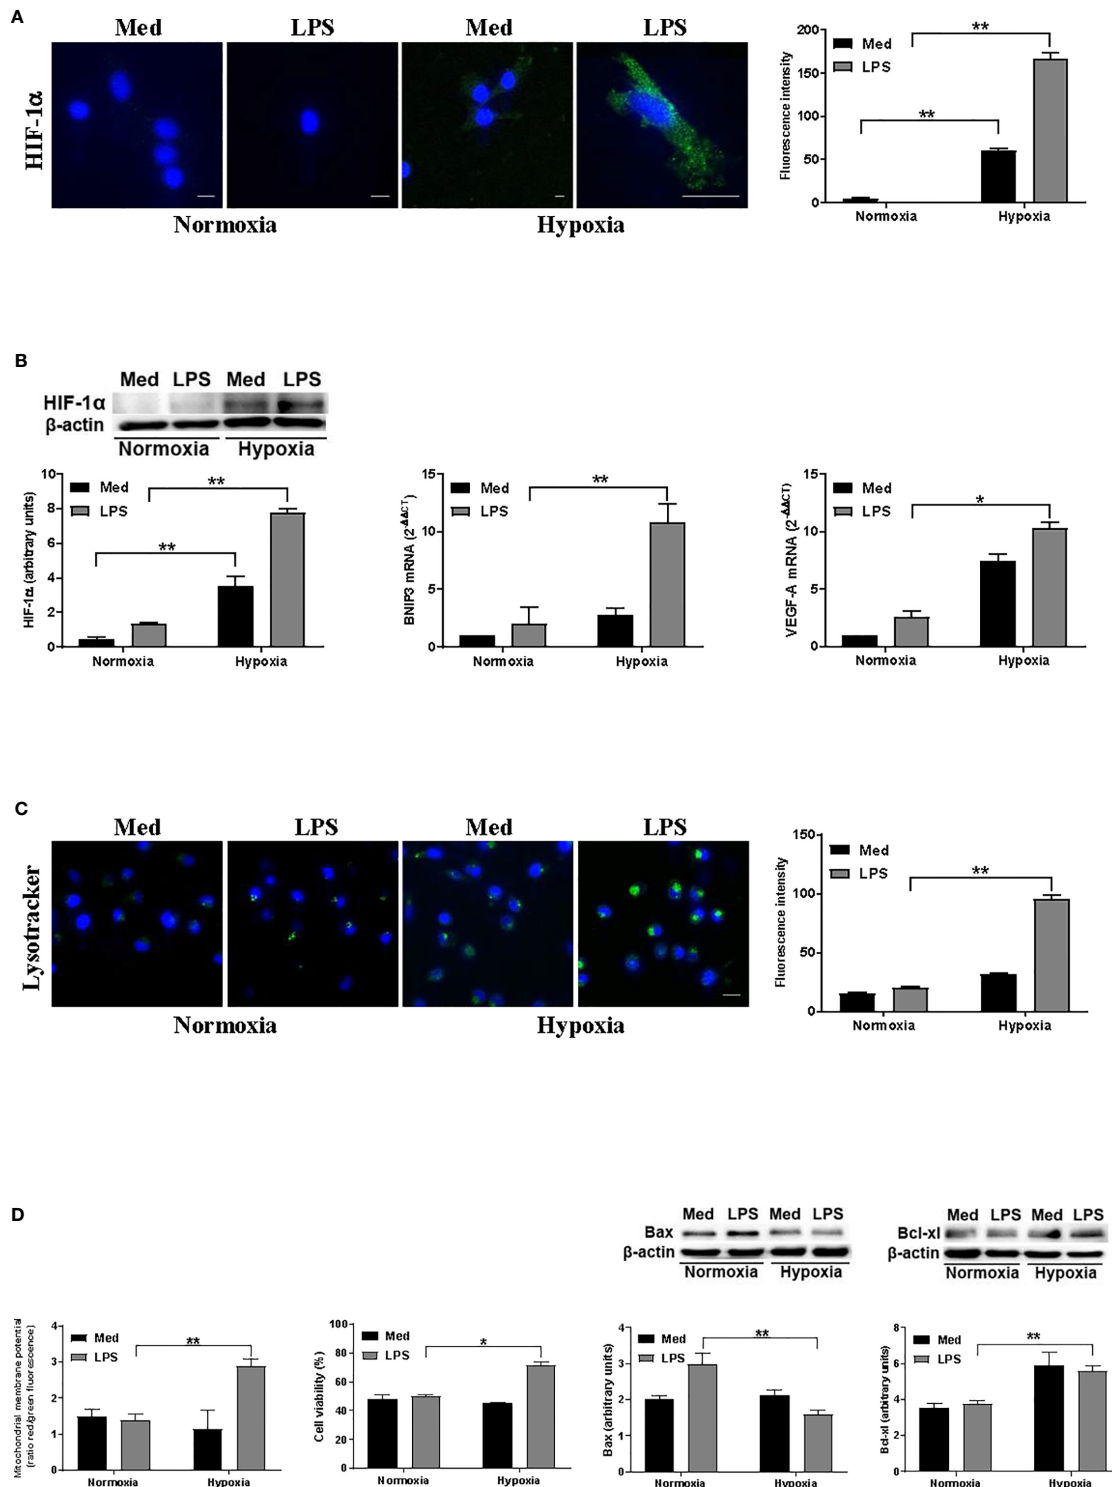 A
Med LPS Med LPS
HIF-1α
Normoxia Hypoxia
Fluorescence intensity
200
150
100
50
0
Med
LPS
**
**
Normoxia Hypoxia
B
Med LPS Med LPS
HIF-1α
β-actin
Normoxia Hypoxia
HIF-1α (arbitrary units)
10
8
6
4
2
0
Med
LPS
**
**
Normoxia Hypoxia
BNIP3 mRNA (2-ΔΔCT)
15
10
5
0
Med
LPS
**
Normoxia Hypoxia
VEGF-A mRNA (2-ΔΔCT)
15
10
5
0
Med
LPS
*
Normoxia Hypoxia
C
Med LPS Med LPS
Lysotracker
Normoxia Hypoxia
Fluorescence intensity
150
100
50
0
Med
LPS
**
Normoxia Hypoxia
D
Mitochondrial membrane potential
(ratio red/green fluorescence)
4
3
2
1
0
Med
LPS
**
Normoxia Hypoxia
Cell viability (%)
100
80
60
40
20
0
Med
LPS
*
Normoxia Hypoxia
Med LPS Med LPS
Bax
β-actin
Normoxia Hypoxia
Bax (arbitrary units)
4
3
2
1
0
Med
LPS
**
Normoxia Hypoxia
Med LPS Med LPS
Bcl-xl
β-actin
Normoxia Hypoxia
Bcl-xl (arbitrary units)
8
6
4
2
0
Med
LPS
**
Normoxia Hypoxia